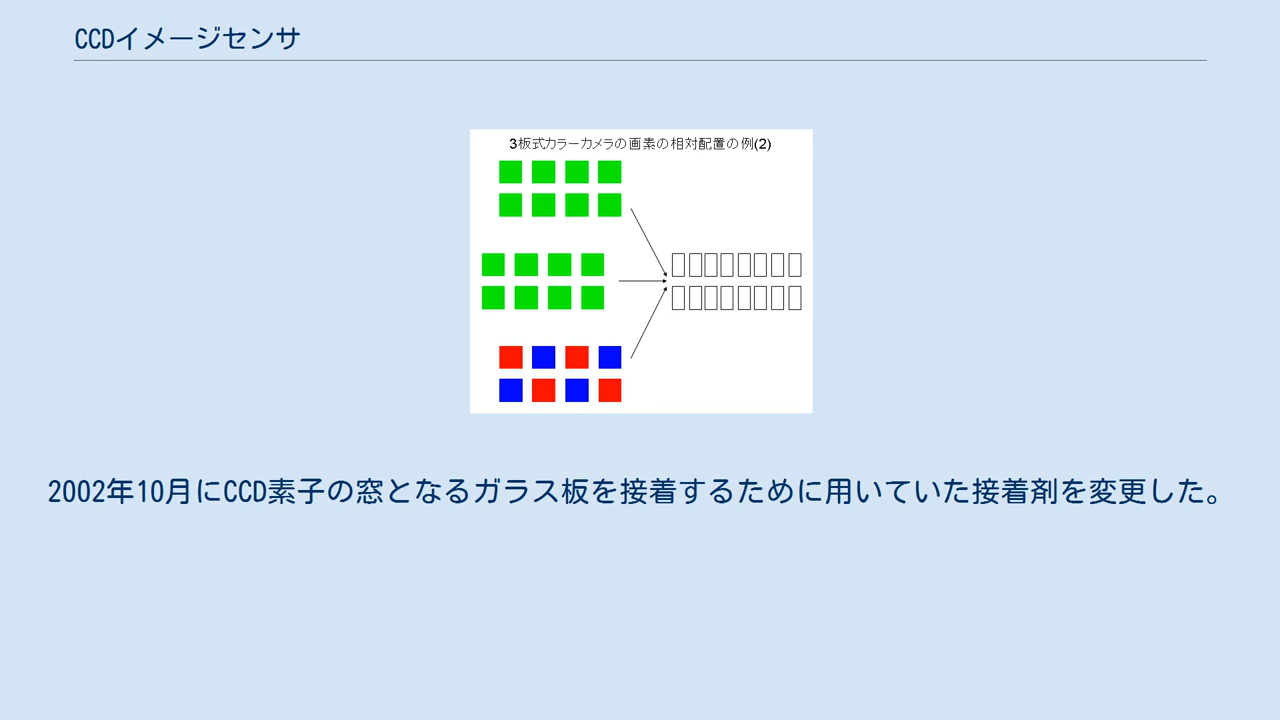 CCDイメージセンサ
3板式カラーカメラの画素の相対配置の例(2)
2002年10月にCCD素子の窓となるガラス板を接着するために用いていた接着剤を変更した。